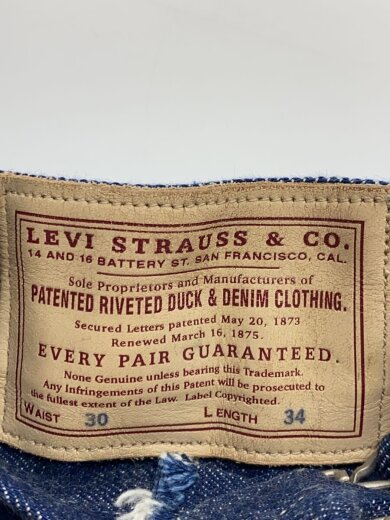 LEVI STRAUSS & CO.
14 AND 16 BATTERY ST. SAN FRANCISCO, CAL.
Sole Proprietors and Manufacturers of
PATENTED RIVETED DUCK & DENIM CLOTHING.
Secured Letters patented May 20, 1873
Renewed March 16, 1875.
EVERY PAIR GUARANTEED.
None Genuine unless bearing this Trademark.
Any Infringements of this Patent will be prosecuted to
the fullest extent of the Law. Label Copyrighted.
WAIST 30 LENGTH 34